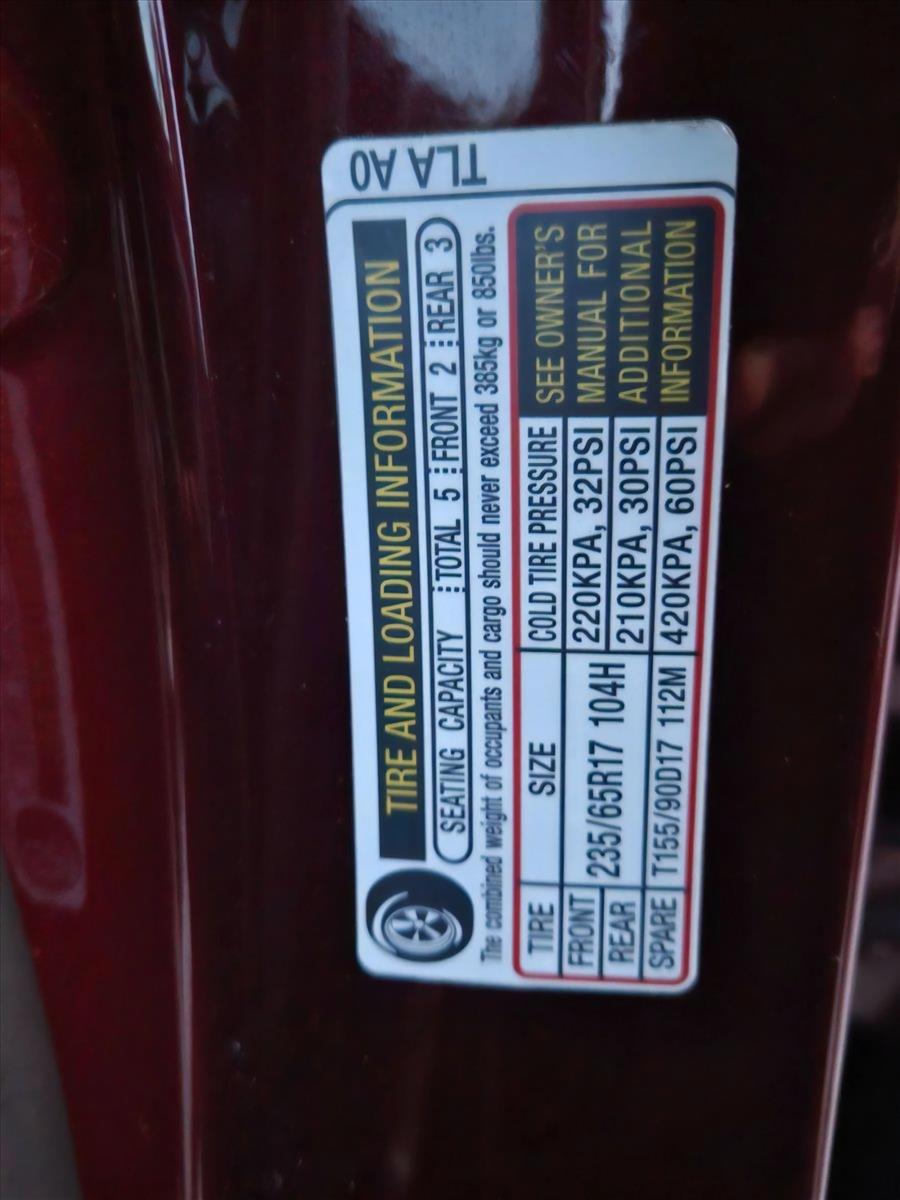 TLA A0
TIRE AND LOADING INFORMATION
SEATING CAPACITY TOTAL 5 FRONT 2 REAR 3
The combined weight of occupants and cargo should never exceed 385kg or 850lbs.
TIRE SIZE COLD TIRE PRESSURE
FRONT 235/65R17 104H 220KPA, 32PSI
REAR 210KPA, 30PSI
SPARE T155/90D17 112M 420KPA, 60PSI
SEE OWNER'S
MANUAL FOR
ADDITIONAL
INFORMATION